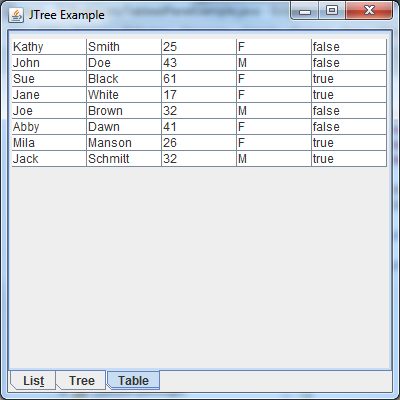 JTree Example
Kathy Smith 25 F false
John Doe 43 M false
Sue Black 61 F true
Jane White 17 F true
Joe Brown 32 M false
Abby Dawn 41 F false
Mila Manson 26 F true
Jack Schmitt 32 M true
List Tree Table